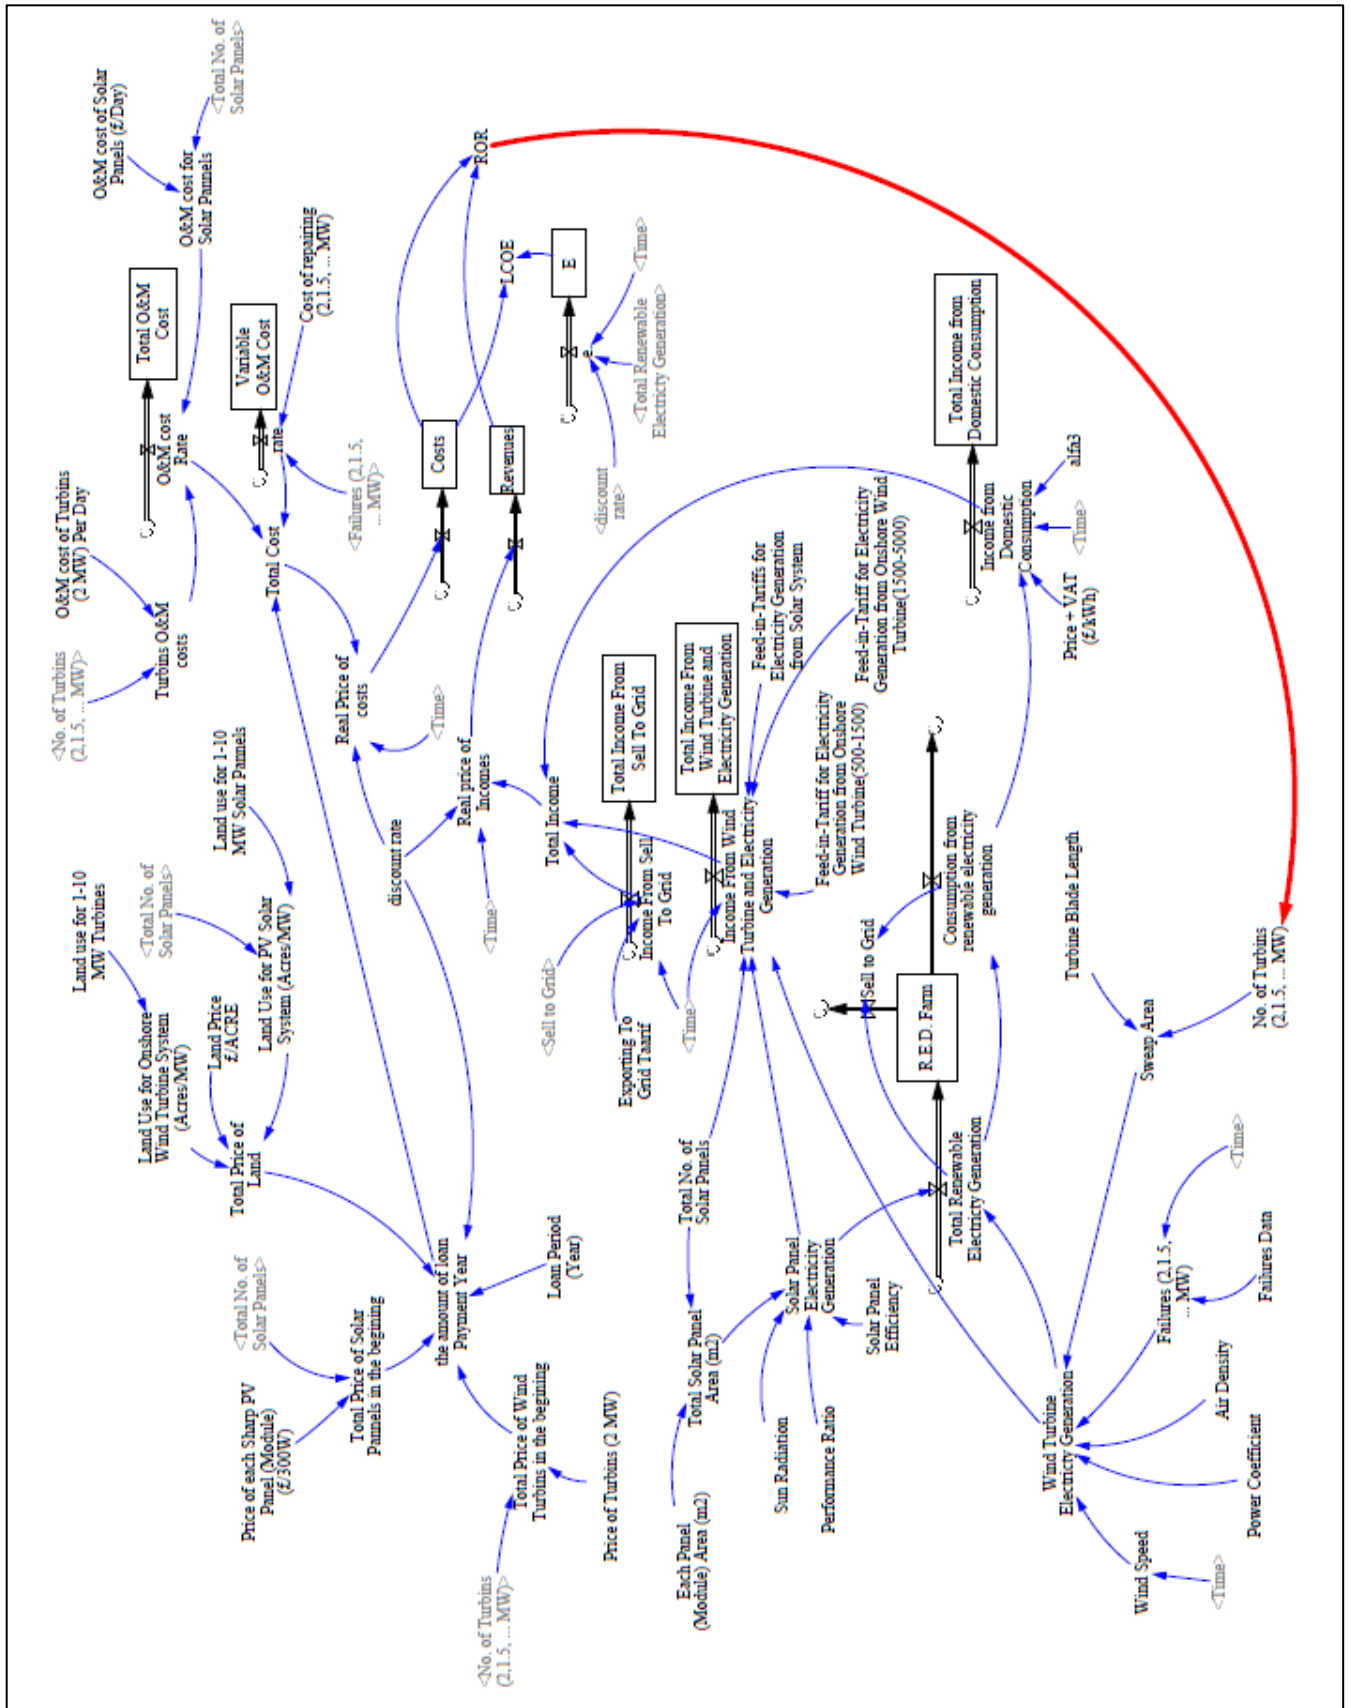 O&M cost of Solar
Panels (£/Day)
<Total No. of
Solar Panels>
O&M cost for
Solar Pannels
Total O&M
Cost
O&M cost
Rate
O&M cost of Turbins
(2 MW) Per Day
<No. of Turbins
(2,1.5, ... MW)>
Turbins O&M
costs
Variable
O&M Cost
rate
Cost of repairing
(2,1.5, ... MW)
<Failures (2,1.5,
... MW)>
Total Cost
Land use for 1-10
MW Turbines
<Total No. of
Solar Panels>
Land use for 1-10
MW Solar Pannels
Land Use for Onshore
Wind Turbine System
(Acres/MW)
Land Price
£/ACRE
Land Use for PV Solar
System (Acres/MW)
Total Price of
Land
Price of each Sharp PV
Panel (Module)
(£/300W)
<Total No. of
Solar Panels>
Total Price of Solar
Pannels in the begining
the amount of loan
Payment Year
Loan Period
(Year)
<No. of Turbins
(2,1.5, ... MW)>
Total Price of Wind
Turbins in the begining
Price of Turbins (2 MW)
discount rate
Real Price of
costs
<Time>
Real price of
Incomes
<Time>
Costs
Revenues
ROR
LCOE
E
e
<Time>
<Total Renewable
Electricty Generation>
<discount
rate>
Total Income
Total Income From
Sell To Grid
Income From Sell
To Grid
<Sell to Grid>
Exporting To
Grid Taarif
<Time>
Total Income From
Wind Turbine and
Electricity Generation
Income From Wind
Turbine and Electricity
Generation
Feed-in-Tariffs for
Electricity Generation
from Solar System
Feed-in-Tariff for Electricity
Generation from Onshore Wind
Turbine(1500-5000)
Feed-in-Tariff for Electricity
Generation from Onshore
Wind Turbine(500-1500)
Total Income from
Domestic Consumption
Income from
Domestic
Consumption
Price + VAT
(£/kWh)
<Time>
alfa3
Each Panel
(Module) Area (m2)
Total Solar Panel
Area (m2)
Total No. of
Solar Panels
Sun Radiation
Performance Ratio
Solar Panel
Electricity
Generation
Solar Panel
Efficiency
Total Renewable
Electricty Generation
R.E.D. Farm
Sell to Grid
Consumption from
renewable electricity
generation
Turbine Blade Length
Sweap Area
No. of Turbins
(2,1.5, ... MW)
Wind Turbine
Electricty Generation
Failures (2,1.5,
... MW)
<Time>
Failures Data
Air Density
Power Coefficient
Wind Speed
<Time>